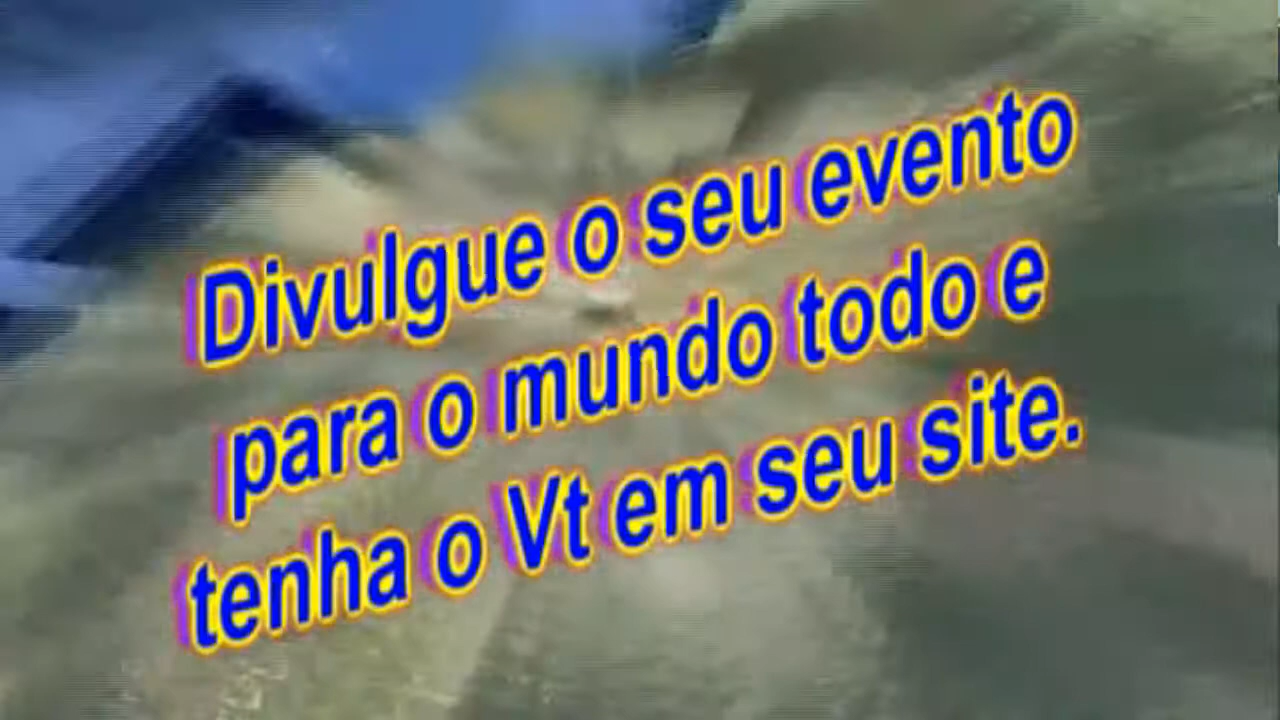 Divulgue o seu evento
para o mundo todo e
tenha o Vt em seu site.